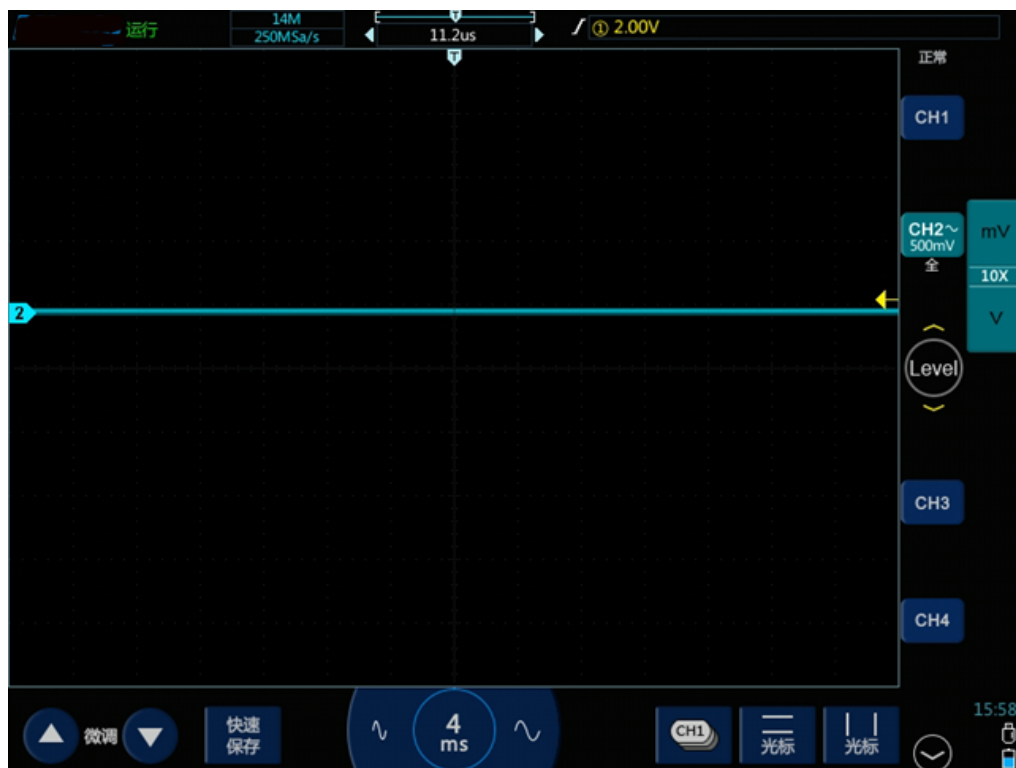 运行
14M
250MSa/s
T
11.2us
① 2.00V
T
正常
CH1
CH2~
500mV
全
mV
10X
V
2
Level
CH3
CH4
微调
快速
保存
4
ms
CH1
光标
光标
15:58